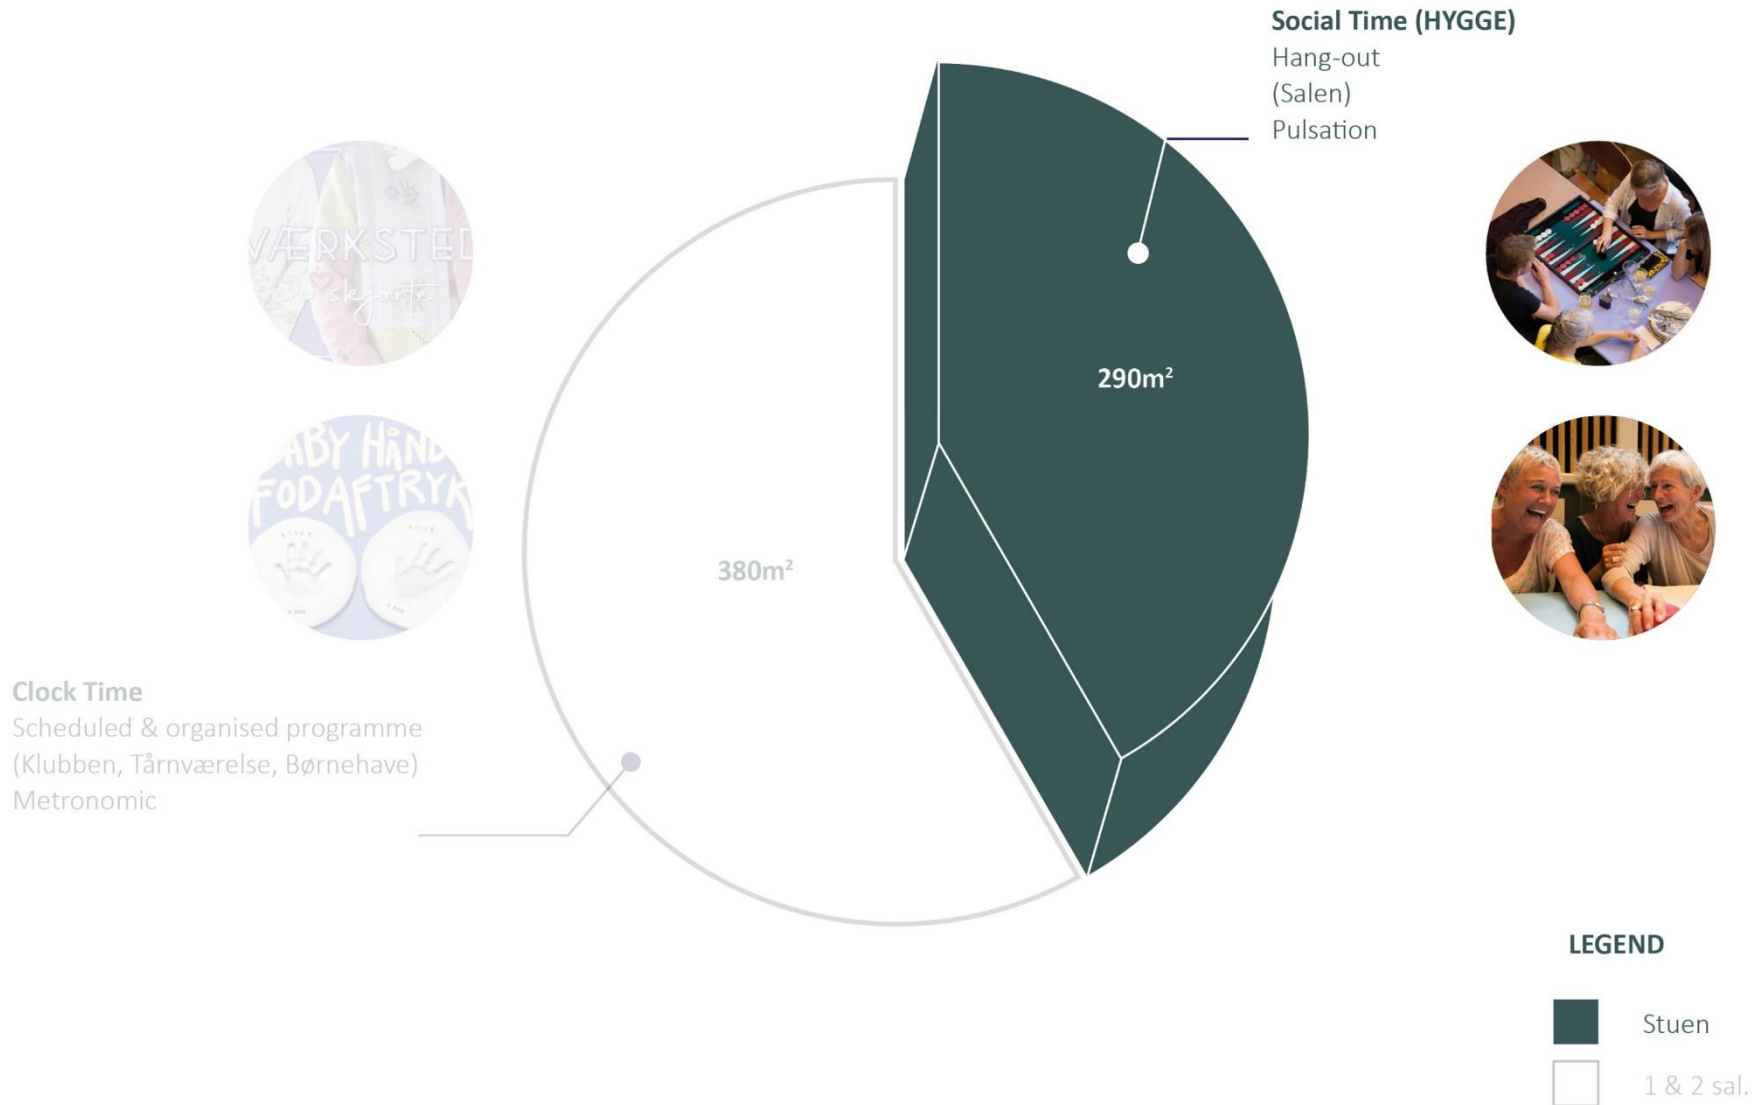 Social Time (HYGGE)
Hang-out
(Salen)
Pulsation
VÆRKSTED
skjorte
BABY HÅND
FODAFTRYK
290m²
380m²
Clock Time
Scheduled & organised programme
(Klubben, Tårnværelse, Børnehave)
Metronomic
LEGEND
Stuen
1 & 2 sal.